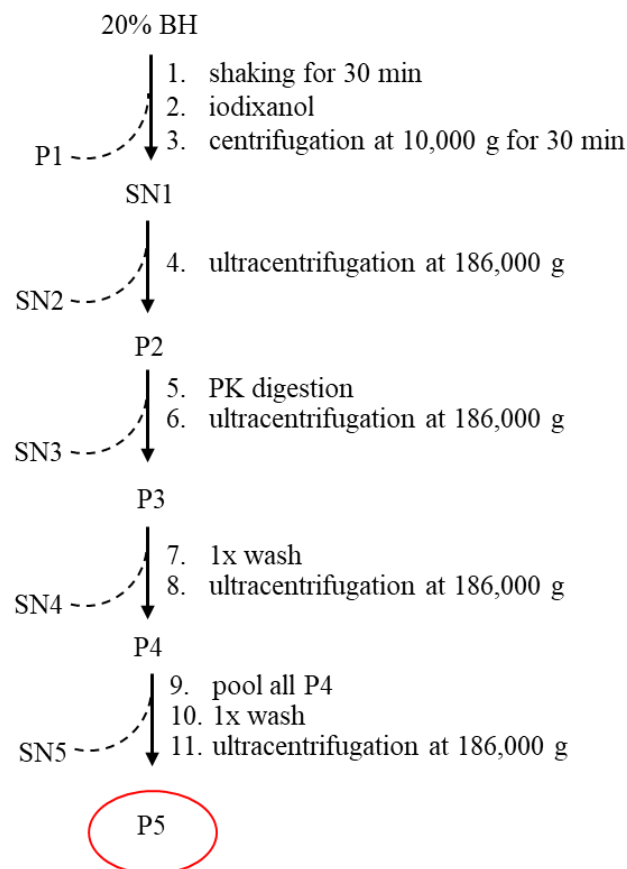 20% BH
1. shaking for 30 min
2. iodixanol
3. centrifugation at 10,000 g for 30 min
P1
SN1
4. ultracentrifugation at 186,000 g
SN2
P2
5. PK digestion
6. ultracentrifugation at 186,000 g
SN3
P3
7. 1x wash
8. ultracentrifugation at 186,000 g
SN4
P4
9. pool all P4
10. 1x wash
11. ultracentrifugation at 186,000 g
SN5
P5